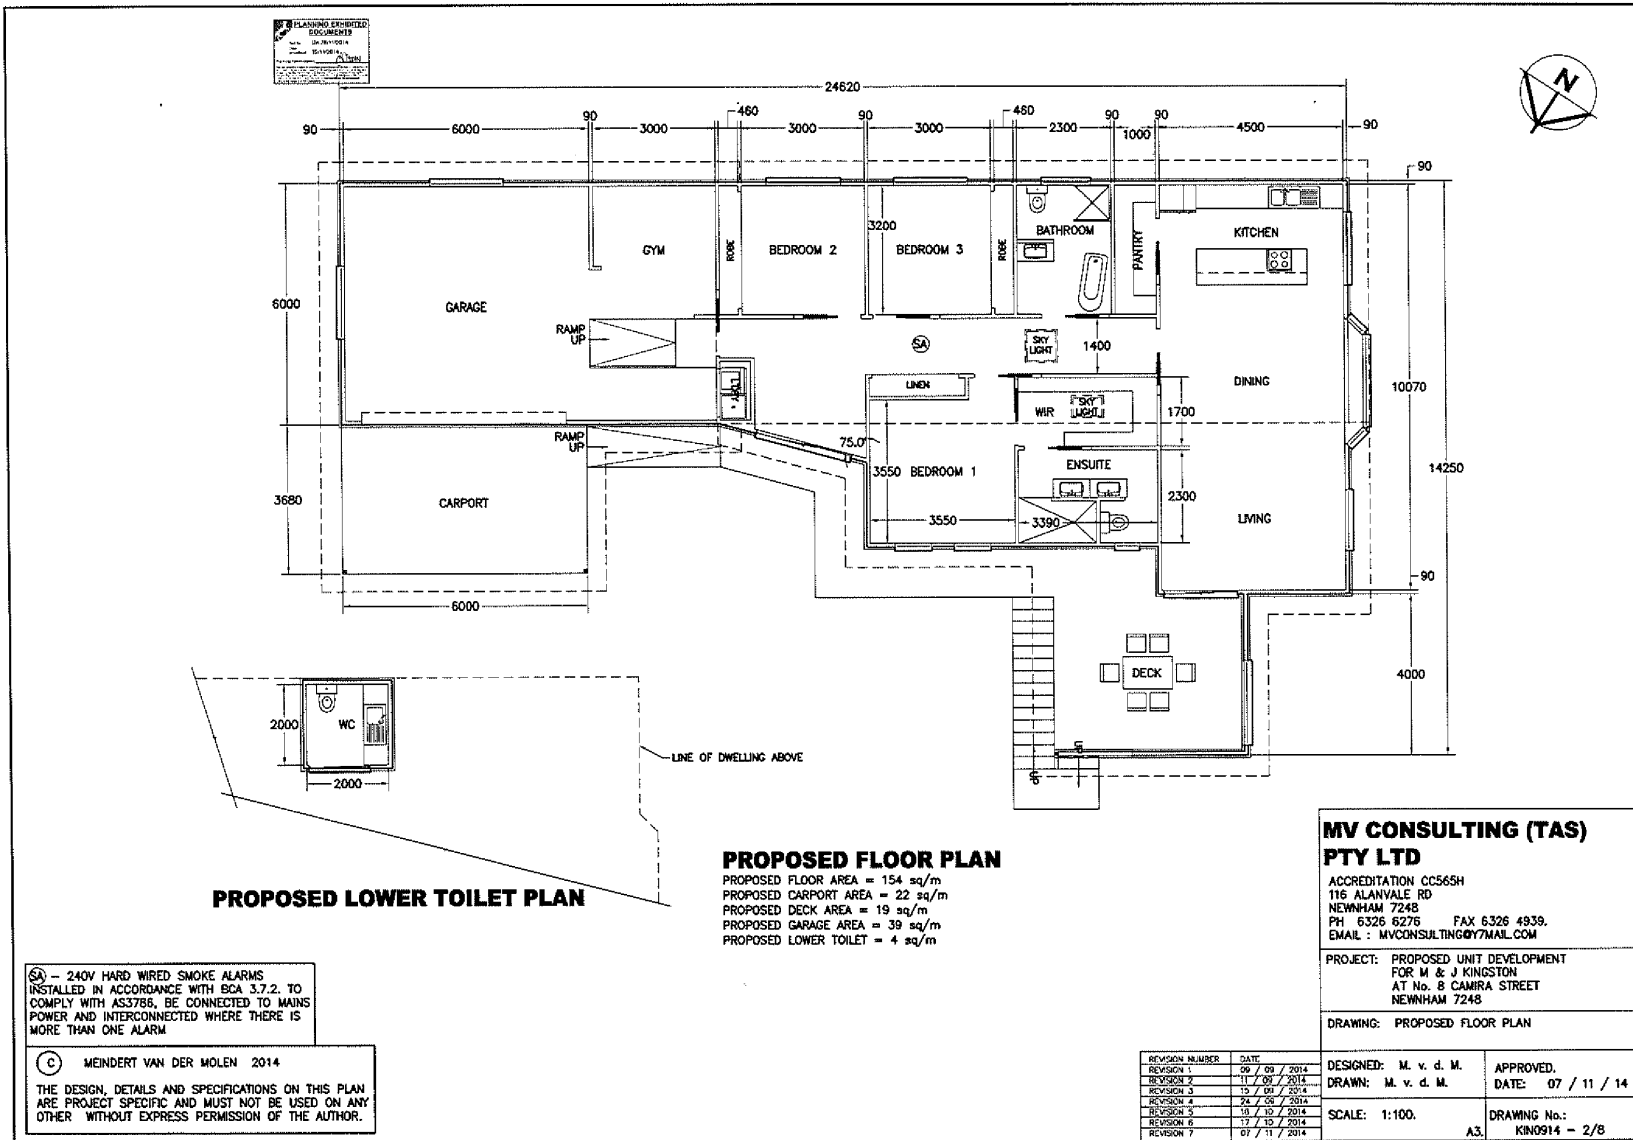 PLANNING EXHIBITED
DOCUMENTS
N
24620
90
6000
90
3000
460
3000
90
3000
460
2300
90
1000
90
4500
90
90
6000
3680
GARAGE
GYM
ROBE
BEDROOM 2
3200
BEDROOM 3
ROBE
BATHROOM
PANTRY
KITCHEN
RAMP
UP
SA
SKY
LIGHT
1400
DINING
10070
L'DRY
LINEN
WIR
SKY
LIGHT
1700
RAMP
UP
75.0°
3550
BEDROOM 1
ENSUITE
14250
CARPORT
2300
3550
3390
LIVING
90
6000
4000
DECK
UP
UP
2000
WC
2000
LINE OF DWELLING ABOVE
PROPOSED LOWER TOILET PLAN
PROPOSED FLOOR PLAN
PROPOSED FLOOR AREA = 154 sq/m
PROPOSED CARPORT AREA = 22 sq/m
PROPOSED DECK AREA = 19 sq/m
PROPOSED GARAGE AREA = 39 sq/m
PROPOSED LOWER TOILET = 4 sq/m
SA - 240V HARD WIRED SMOKE ALARMS
INSTALLED IN ACCORDANCE WITH BCA 3.7.2. TO
COMPLY WITH AS3786, BE CONNECTED TO MAINS
POWER AND INTERCONNECTED WHERE THERE IS
MORE THAN ONE ALARM
C MEINDERT VAN DER MOLEN 2014
THE DESIGN, DETAILS AND SPECIFICATIONS ON THIS PLAN
ARE PROJECT SPECIFIC AND MUST NOT BE USED ON ANY
OTHER WITHOUT EXPRESS PERMISSION OF THE AUTHOR.
MV CONSULTING (TAS)
PTY LTD
ACCREDITATION CC565H
116 ALANVALE RD
NEWNHAM 7248
PH 6326 6276 FAX 6326 4939.
EMAIL : MVCONSULTING@Y7MAIL.COM
PROJECT: PROPOSED UNIT DEVELOPMENT
FOR M & J KINGSTON
AT No. 8 CAMIRA STREET
NEWNHAM 7248
DRAWING: PROPOSED FLOOR PLAN
DESIGNED: M. v. d. M.
DRAWN: M. v. d. M.
APPROVED.
DATE: 07 / 11 / 14
SCALE: 1:100.
A3.
DRAWING No.:
KIN0914 - 2/8
REVISION NUMBER DATE
REVISION 1 09 / 09 / 2014
REVISION 2 11 / 09 / 2014
REVISION 3 15 / 09 / 2014
REVISION 4 24 / 09 / 2014
REVISION 5 10 / 2014
REVISION 6 17 / 10 / 2014
REVISION 7 07 / 11 / 2014